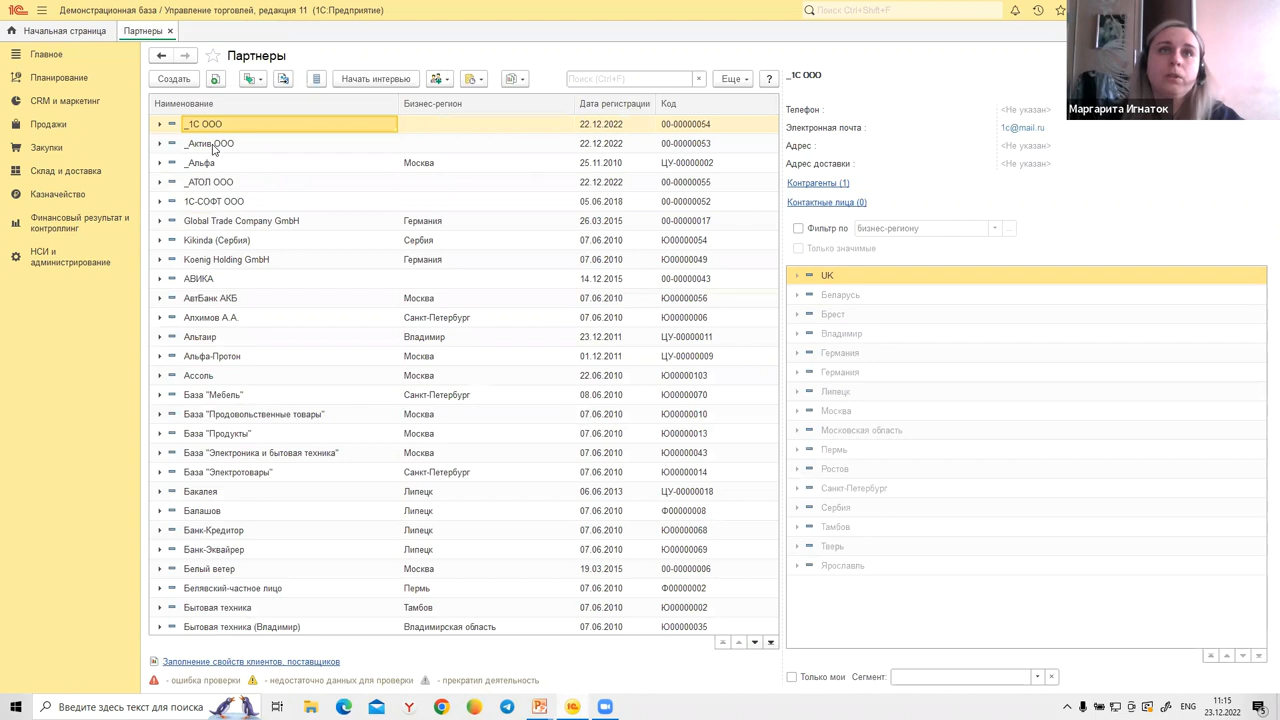 Демонстрационная база / Управление торговлей, редакция 11 (1С:Предприятие)
Поиск Ctrl+Shift+F
Начальная страница
Партнеры ×
Главное
Планирование
CRM и маркетинг
Продажи
Закупки
Склад и доставка
Казначейство
Финансовый результат и
контроллинг
НСИ и
администрирование
Партнеры
Создать
Начать интервью
Поиск (Ctrl+F)
×
Еще
?
Наименование Бизнес-регион Дата регистрации Код
_1С ООО 22.12.2022 00-00000054
_Актив ООО 22.12.2022 00-00000053
_Альфа Москва 25.11.2010 ЦУ-00000002
_АТОЛ ООО 22.12.2022 00-00000055
1С-СОФТ ООО 05.06.2018 00-00000052
Global Trade Company GmbH Германия 26.03.2015 00-00000017
Kikinda (Сербия) Сербия 07.06.2010 Ю00000054
Koenig Holding GmbH Германия 07.06.2010 Ю00000049
АВИКА 14.12.2015 00-00000043
АвтБанк АКБ Москва 07.06.2010 Ю00000056
Алхимов А.А. Санкт-Петербург 07.06.2010 Ю00000006
Альтаир Владимир 23.12.2011 ЦУ-00000011
Альфа-Протон Москва 01.12.2011 ЦУ-00000009
Ассоль Москва 22.06.2010 Ю00000103
База "Мебель" Санкт-Петербург 08.06.2010 Ю00000070
База "Продовольственные товары" Москва 07.06.2010 Ю00000010
База "Продукты" Москва 07.06.2010 Ю00000013
База "Электроника и бытовая техника" Москва 07.06.2010 Ю00000043
База "Электротовары" Санкт-Петербург 07.06.2010 Ю00000014
Бакалея Липецк 06.06.2013 ЦУ-00000018
Балашов Липецк 07.06.2010 Ф00000008
Банк-Кредитор Липецк 07.06.2010 Ю00000068
Банк-Эквайрер Липецк 07.06.2010 Ю00000069
Белый ветер Москва 19.03.2015 00-00000006
Белявский-частное лицо Пермь 07.06.2010 Ф00000002
Бытовая техника Тамбов 07.06.2010 Ю00000002
Бытовая техника (Владимир) Владимирская область 07.06.2010 Ю00000035
Заполнение свойств клиентов, поставщиков
- ошибка проверки - недостаточно данных для проверки - прекратил деятельность
_1С ООО
Телефон : <Не указан>
Электронная почта : 1c@mail.ru
Адрес : <Не указан>
Адрес доставки : <Не указан>
Контрагенты (1)
Контактные лица (0)
Фильтр по бизнес-региону ...
Только значимые
UK
Беларусь
Брест
Владимир
Германия
Германия
Липецк
Москва
Московская область
Пермь
Ростов
Санкт-Петербург
Сербия
Тамбов
Тверь
Ярославль
Только мои Сегмент: ×
Маргарита Игнаток
Введите здесь текст для поиска
ENG
11:15
23.12.2022
5